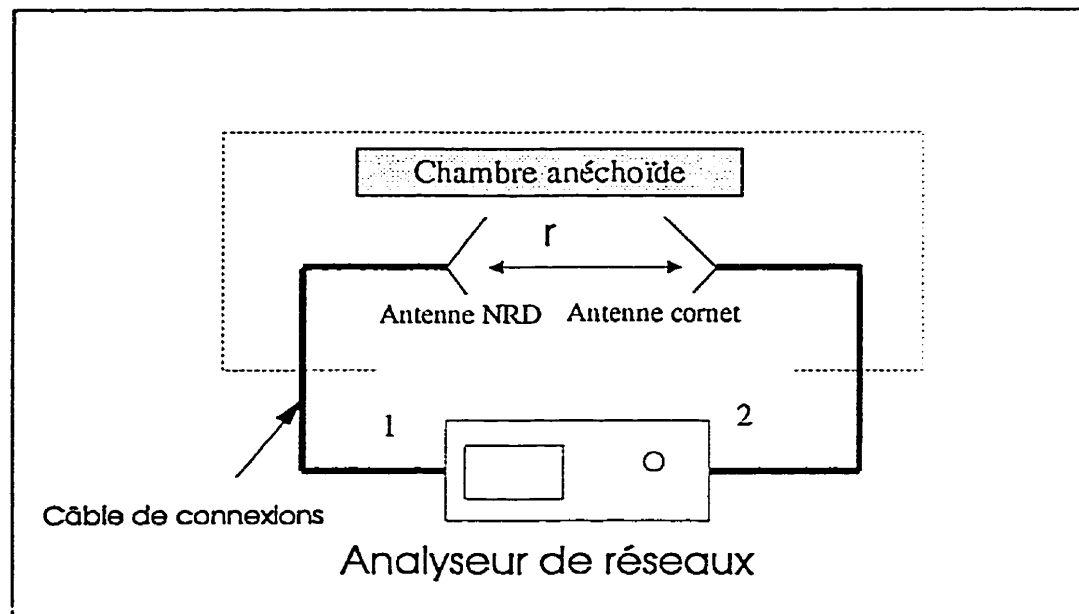 Chambre anéchoïde
r
Antenne NRD
Antenne cornet
1
2
Câble de connexions
Analyseur de réseaux